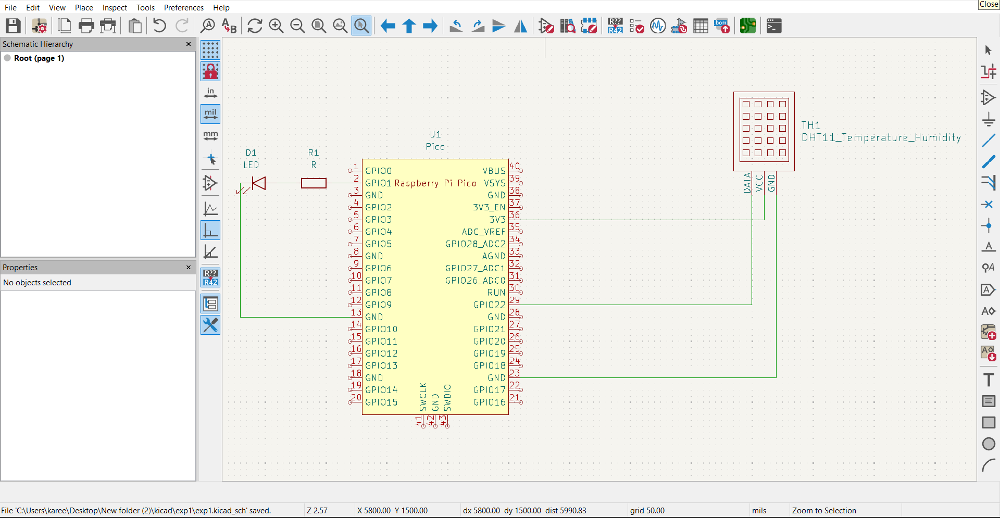 File Edit View Place Inspect Tools Preferences Help
Close
R??
R42
.bom
Schematic Hierarchy
Root (page 1)
in
mil
mm
R??
R42
Properties
No objects selected
D1
LED
R1
R
U1
Pico
Raspberry Pi Pico
1 GPIO0
2 GPIO1
3 GND
4 GPIO2
5 GPIO3
6 GPIO4
7 GPIO5
8 GND
9 GPIO6
10 GPIO7
11 GPIO8
12 GPIO9
13 GND
14 GPIO10
15 GPIO11
16 GPIO12
17 GPIO13
18 GND
19 GPIO14
20 GPIO15
VBUS 40
VSYS 39
GND 38
3V3_EN 37
3V3 36
ADC_VREF 35
GPIO28_ADC2 34
AGND 33
GPIO27_ADC1 32
GPIO26_ADC0 31
RUN 30
GPIO22 29
GND 28
GPIO21 27
GPIO20 26
GPIO19 25
GPIO18 24
GND 23
GPIO17 22
GPIO16 21
SWCLK 41
GND 42
SWDIO 43
TH1
DHT11_Temperature_Humidity
DATA
VCC
GND
File 'C:\Users\karee\Desktop\New folder (2)\kicad\exp1\exp1.kicad_sch' saved.
Z 2.57
X 5800.00 Y 1500.00
dx 5800.00 dy 1500.00 dist 5990.83
grid 50.00
mils
Zoom to Selection